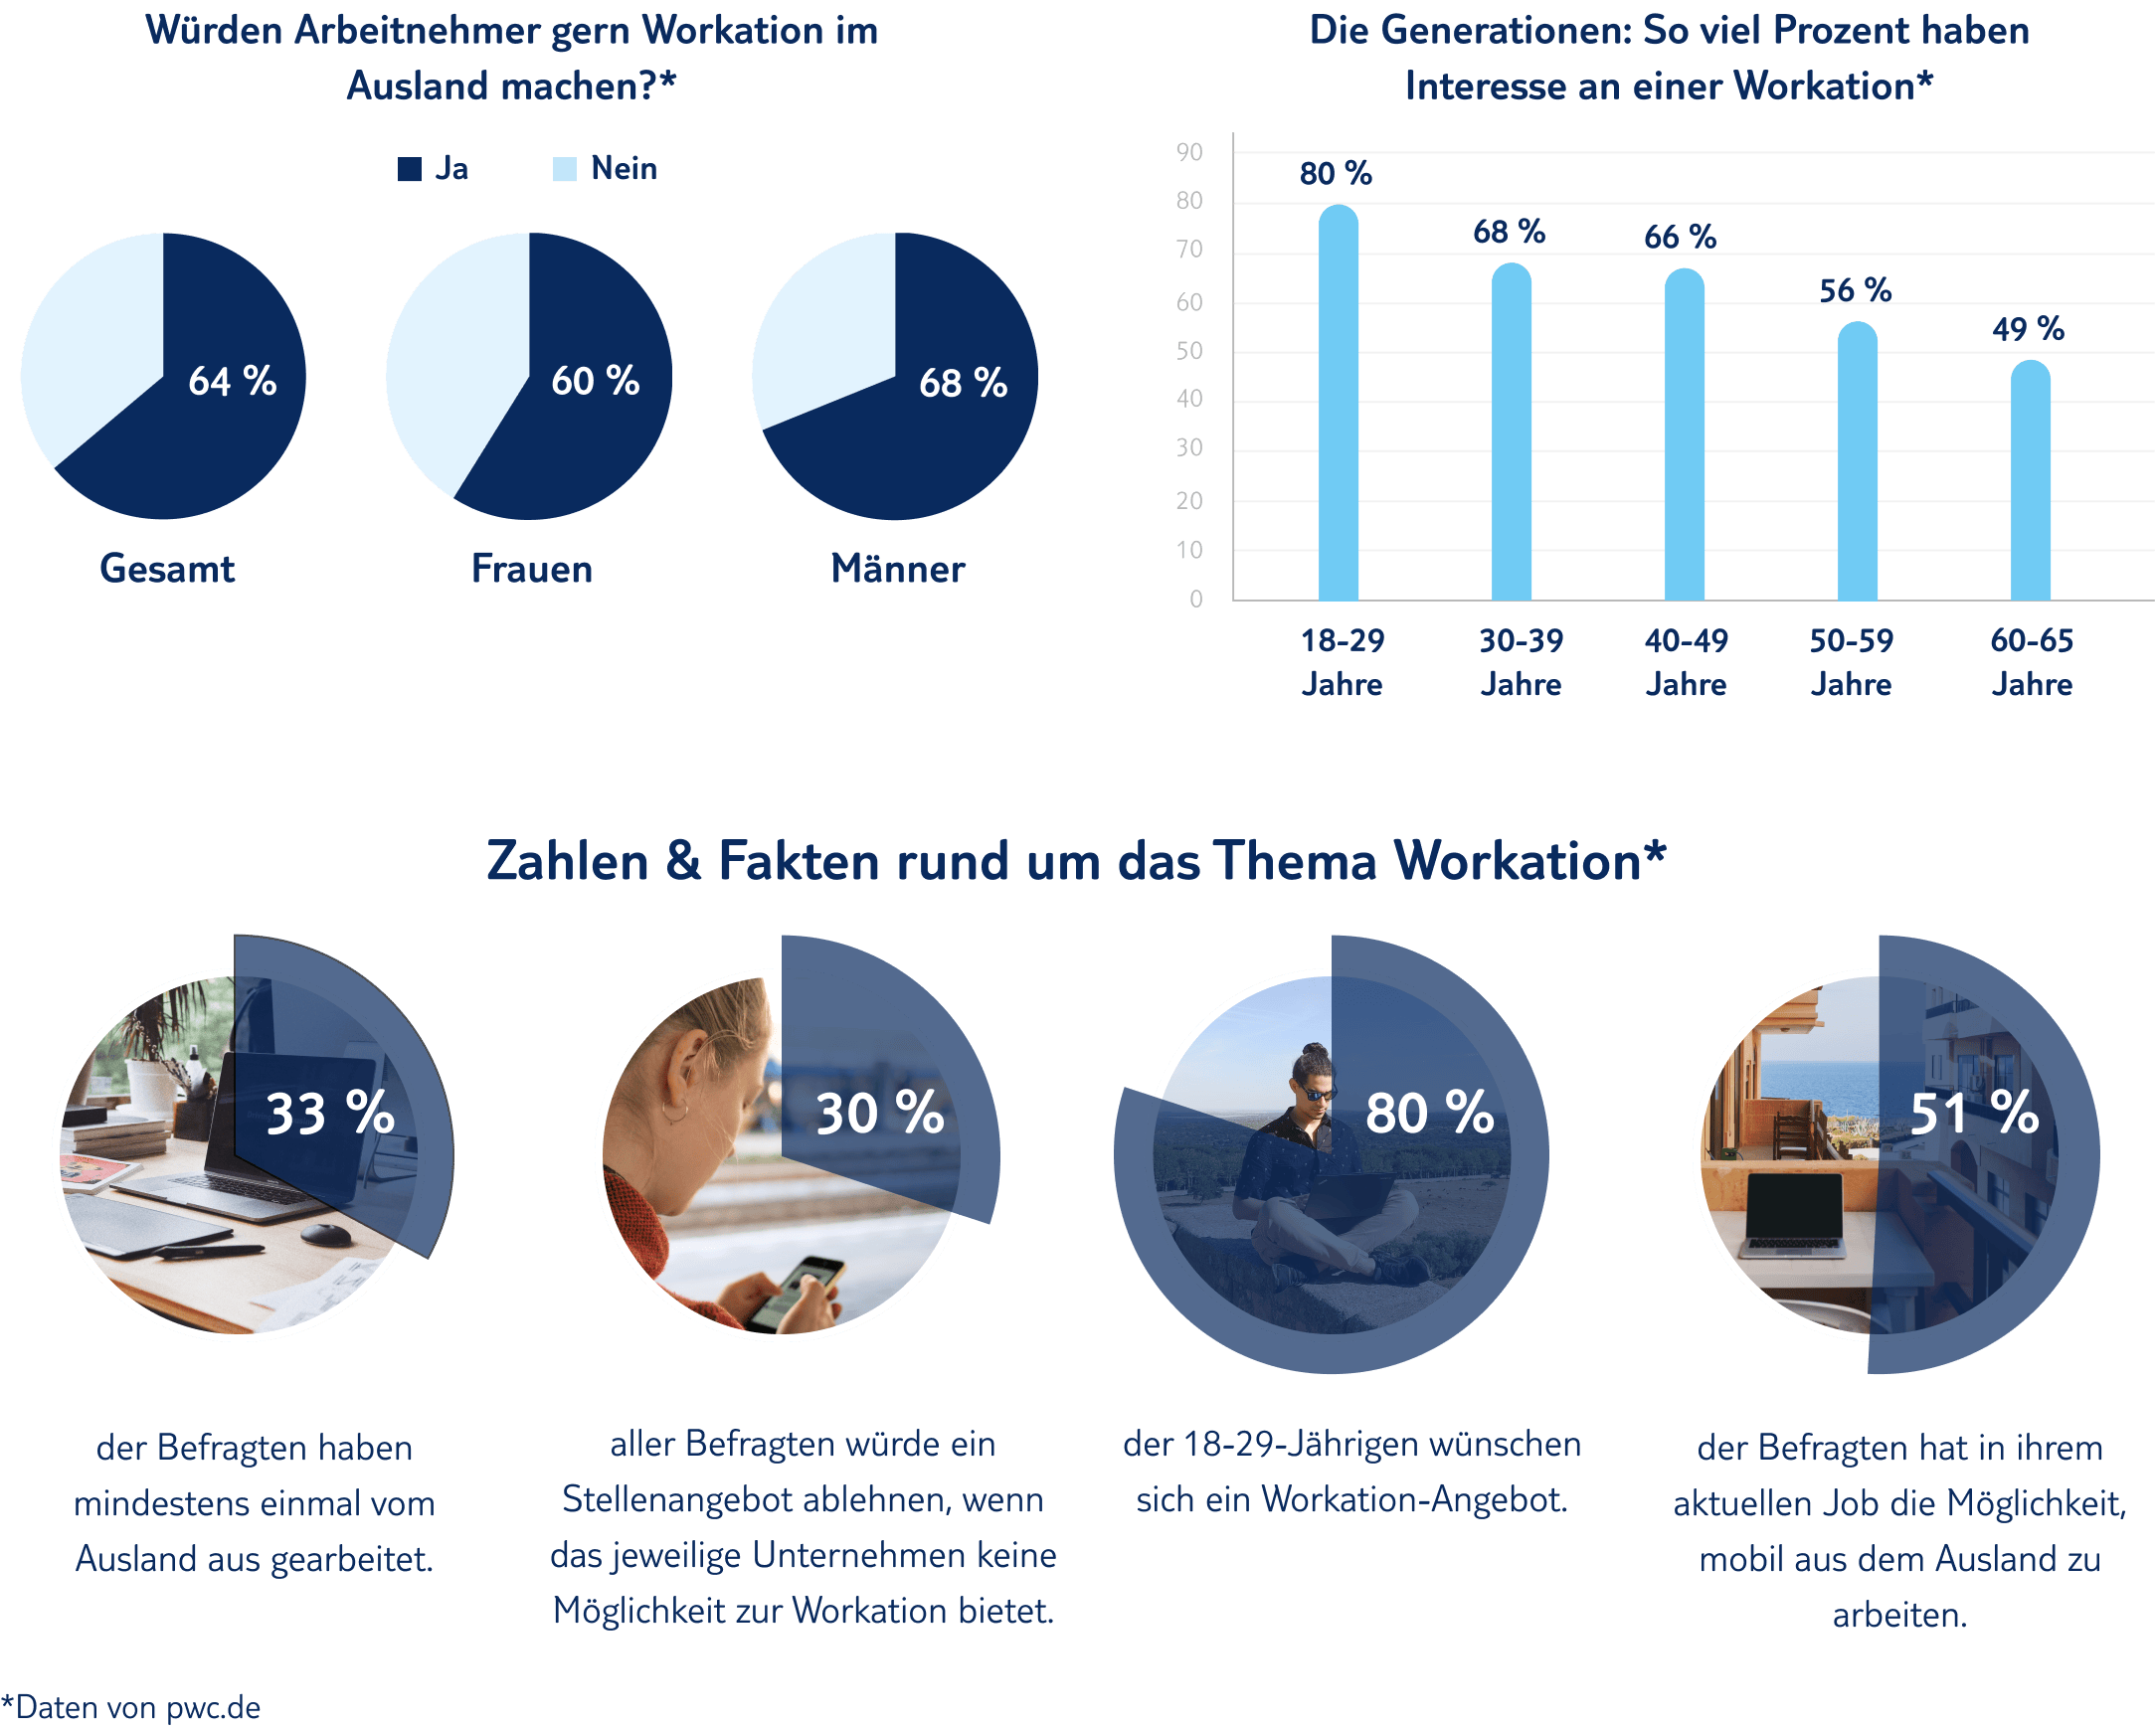 Würden Arbeitnehmer gern Workation im
Ausland machen?*
Ja
Nein
64 %
60 %
68 %
Gesamt
Frauen
Männer
Die Generationen: So viel Prozent haben
Interesse an einer Workation*
90
80
70
60
50
40
30
20
10
0
80 %
68 %
66 %
56 %
49 %
18-29
Jahre
30-39
Jahre
40-49
Jahre
50-59
Jahre
60-65
Jahre
Zahlen & Fakten rund um das Thema Workation*
33 %
der Befragten haben
mindestens einmal vom
Ausland aus gearbeitet.
30 %
aller Befragten würde ein
Stellenangebot ablehnen, wenn
das jeweilige Unternehmen keine
Möglichkeit zur Workation bietet.
80 %
der 18-29-Jährigen wünschen
sich ein Workation-Angebot.
51 %
der Befragten hat in ihrem
aktuellen Job die Möglichkeit,
mobil aus dem Ausland zu
arbeiten.
*Daten von pwc.de